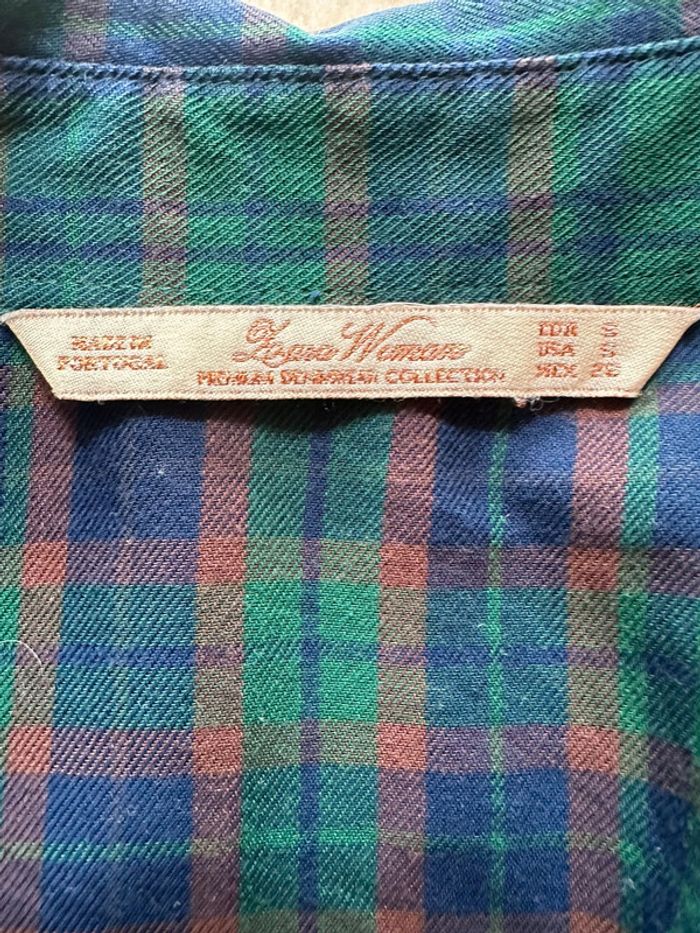 MADE IN
PORTUGAL
Zara Woman
PREMIUM DENIMWEAR COLLECTION
EUR S
USA S
MEX 26